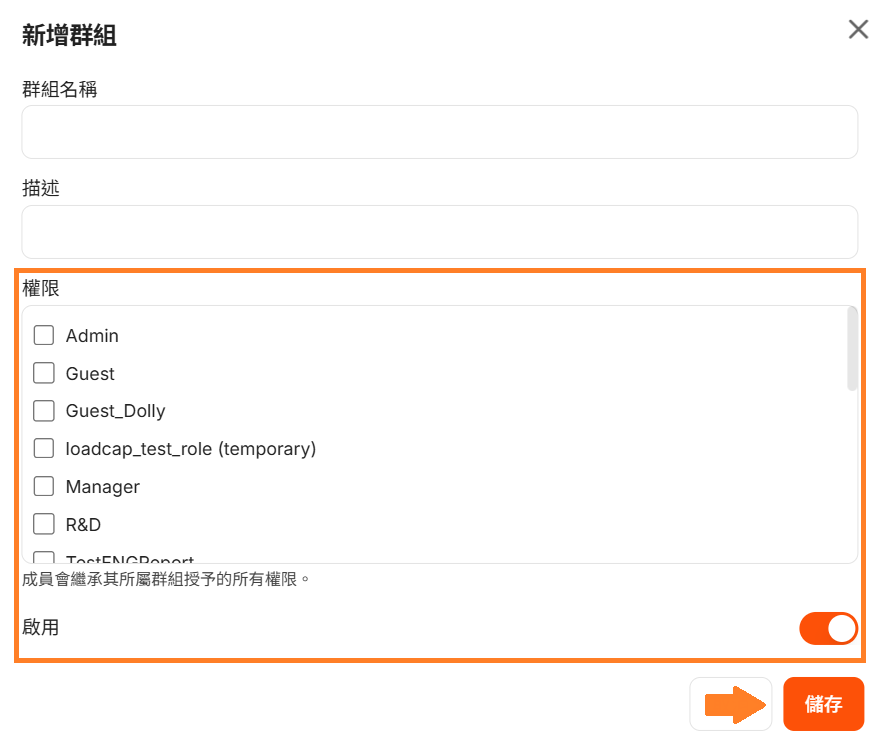 新增群組
群組名稱
描述
權限
Admin
Guest
Guest_Dolly
loadcap_test_role (temporary)
Manager
R&D
TestENGReport
成員會繼承其所屬群組授予的所有權限。
啟用
儲存